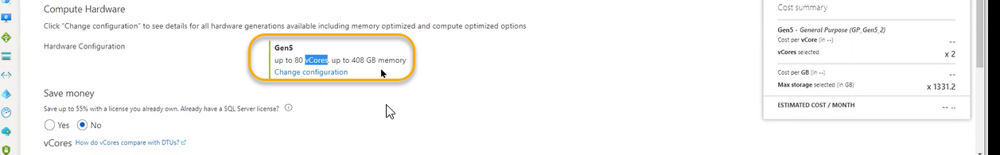 Compute Hardware
Click "Change configuration" to see details for all hardware generations available including memory optimized and compute optimized options
Hardware Configuration
Gen5
up to 80 vCores, up to 408 GB memory
Change configuration
Save money
Save up to 55% with a license you already own. Already have a SQL Server license?
Yes No
vCores How do vCores compare with DTUs?
Cost summary
Gen5 - General Purpose (GP_Gen5_2)
Cost per vCore (in --) --
vCores selected x 2
Cost per GB (in --) --
Max storage selected (in GB) x 1331.2
ESTIMATED COST / MONTH -- --